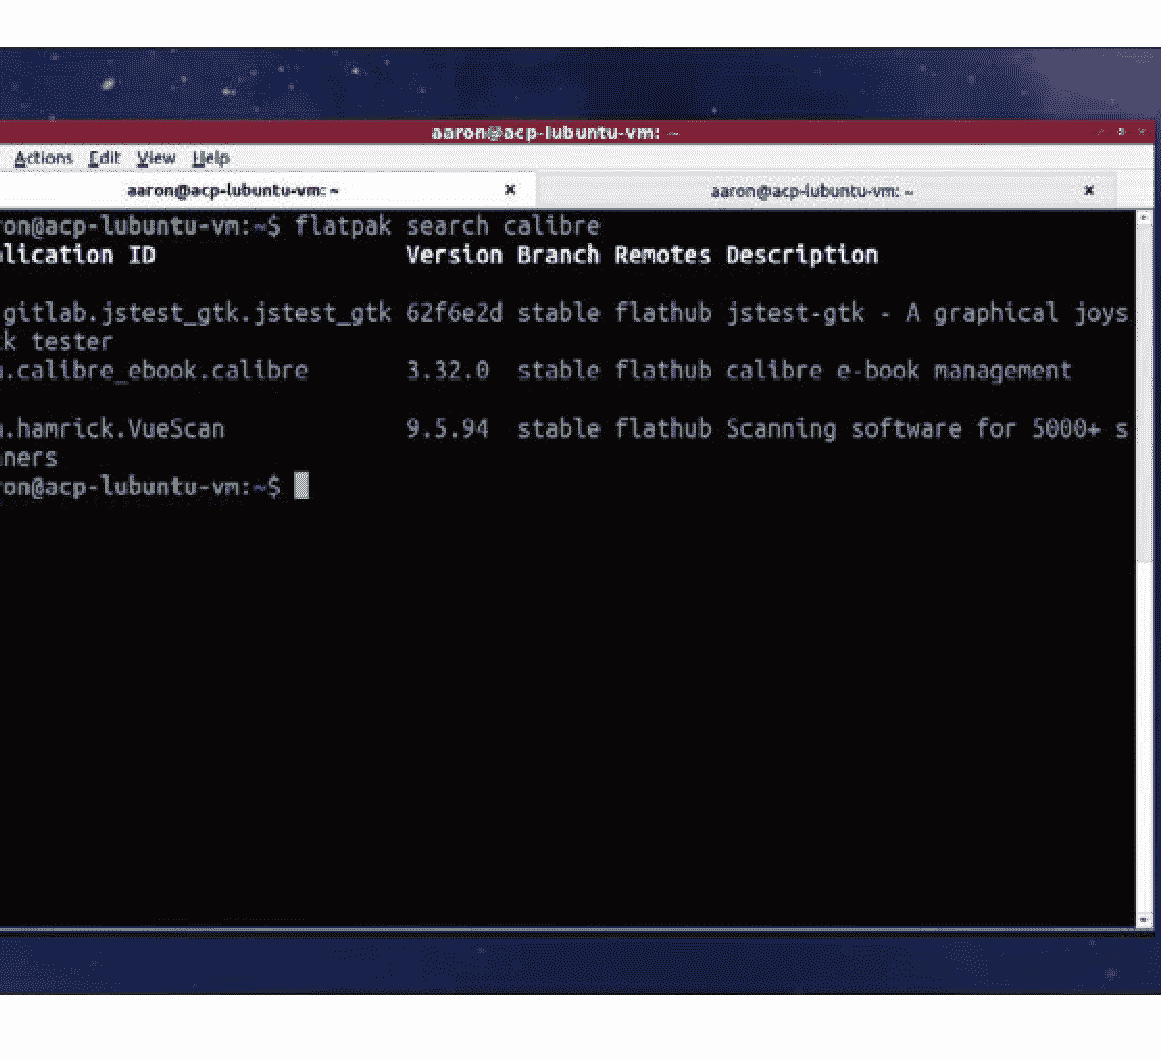 aaron@acp-lubuntu-vm: ~
Actions Edit View Help
aaron@acp-lubuntu-vm: ~ aaron@acp-lubuntu-vm: ~
ron@acp-lubuntu-vm:~$ flatpak search calibre
lication ID Version Branch Remotes Description
gitlab.jstest_gtk.jstest_gtk 62f6e2d stable flathub jstest-gtk - A graphical joys
k tester
.calibre_ebook.calibre 3.32.0 stable flathub calibre e-book management
.hamrick.VueScan 9.5.94 stable flathub Scanning software for 5000+ s
ners
ron@acp-lubuntu-vm:~$